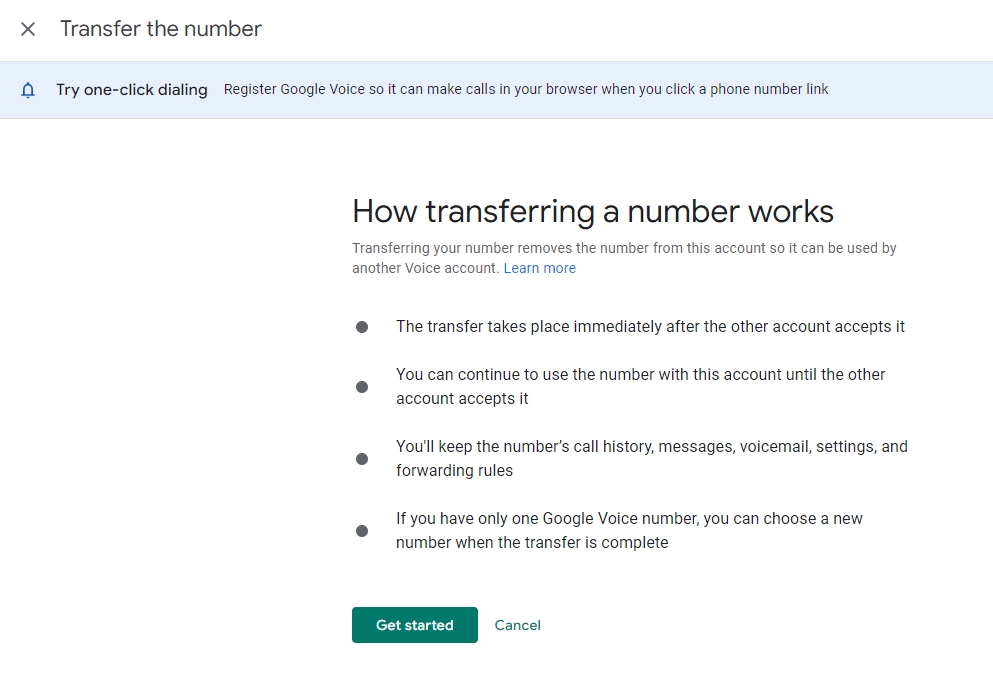 Transfer the number
Try one-click dialing Register Google Voice so it can make calls in your browser when you click a phone number link
How transferring a number works
Transferring your number removes the number from this account so it can be used by
another Voice account. Learn more
The transfer takes place immediately after the other account accepts it
You can continue to use the number with this account until the other
account accepts it
You'll keep the number’s call history, messages, voicemail, settings, and
forwarding rules
If you have only one Google Voice number, you can choose a new
number when the transfer is complete
Get started Cancel